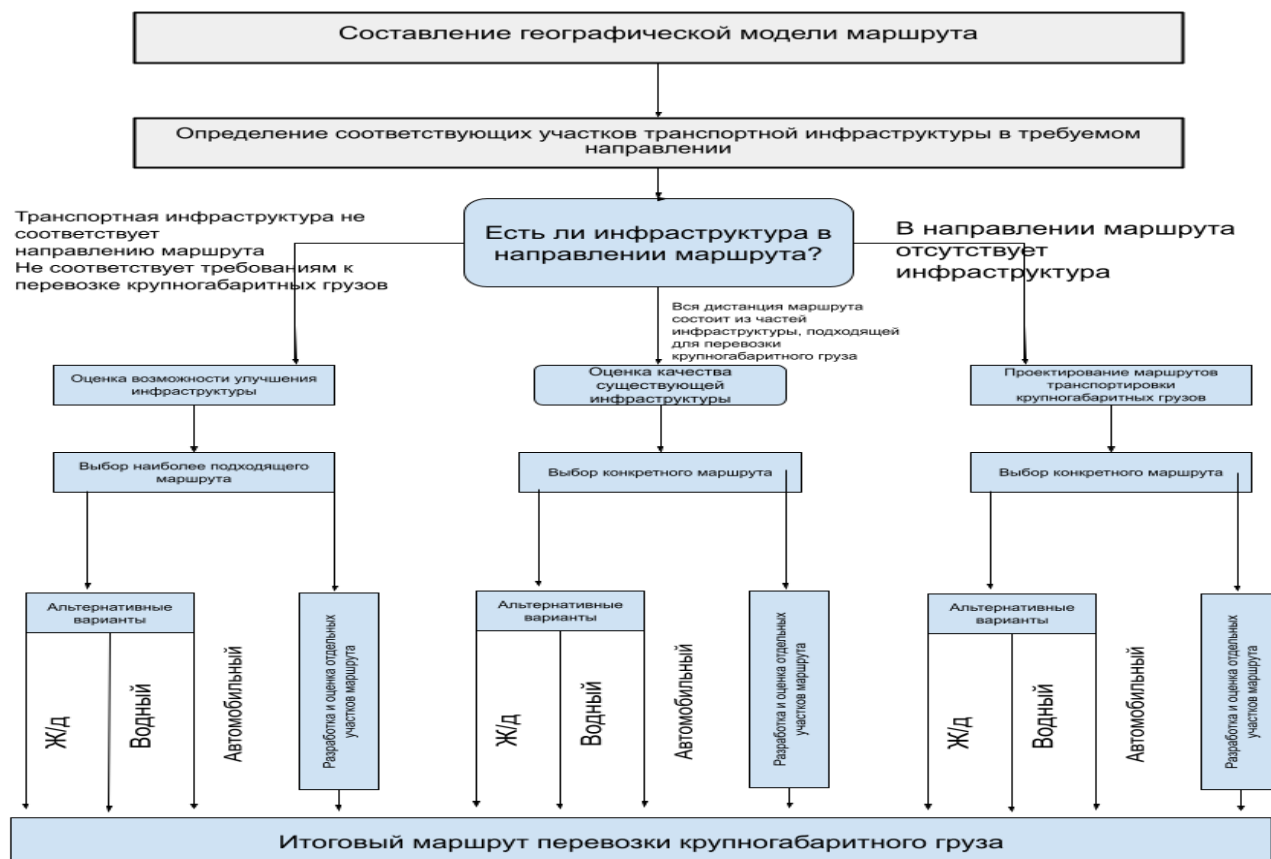 Составление географической модели маршрута
Определение соответствующих участков транспортной инфраструктуры в требуемом
направлении
Транспортная инфраструктура не
соответствует
направлению маршрута
Не соответствует требованиям к
перевозке крупногабаритных грузов
Есть ли инфраструктура в
направлении маршрута?
В направлении маршрута
отсутствует
инфраструктура
Вся дистанция маршрута
состоит из частей
инфраструктуры, подходящей
для перевозки
крупногабаритного груза
Оценка возможности улучшения
инфраструктуры
Оценка качества
существующей
инфраструктуры
Проектирование маршрутов
транспортировки
крупногабаритных грузов
Выбор наиболее подходящего
маршрута
Выбор конкретного маршрута
Выбор конкретного маршрута
Альтернативные
варианты
Ж/д
Водный
Автомобильный
Разработка и оценка отдельных
участков маршрута
Альтернативные
варианты
Ж/д
Водный
Автомобильный
Разработка и оценка отдельных
участков маршрута
Альтернативные
варианты
Ж/д
Водный
Автомобильный
Разработка и оценка отдельных
участков маршрута
Итоговый маршрут перевозки крупногабаритного груза